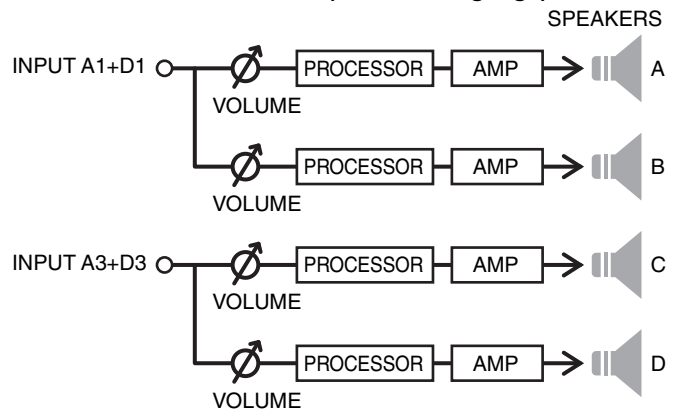 SPEAKERS
INPUT A1+D1 PROCESSOR AMP A
VOLUME
PROCESSOR AMP B
VOLUME
INPUT A3+D3 PROCESSOR AMP C
VOLUME
PROCESSOR AMP D
VOLUME